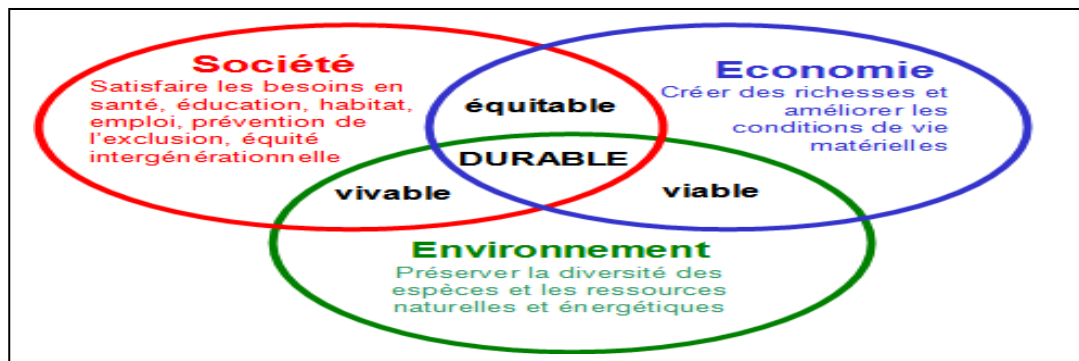 Société
Satisfaire les besoins en
santé, éducation, habitat,
emploi, prévention de
l'exclusion, équité
intergénérationnelle
équitable
Economie
Créer des richesses et
améliorer les
conditions de vie
matérielles
DURABLE
vivable
viable
Environnement
Préserver la diversité des
espèces et les ressources
naturelles et énergétiques